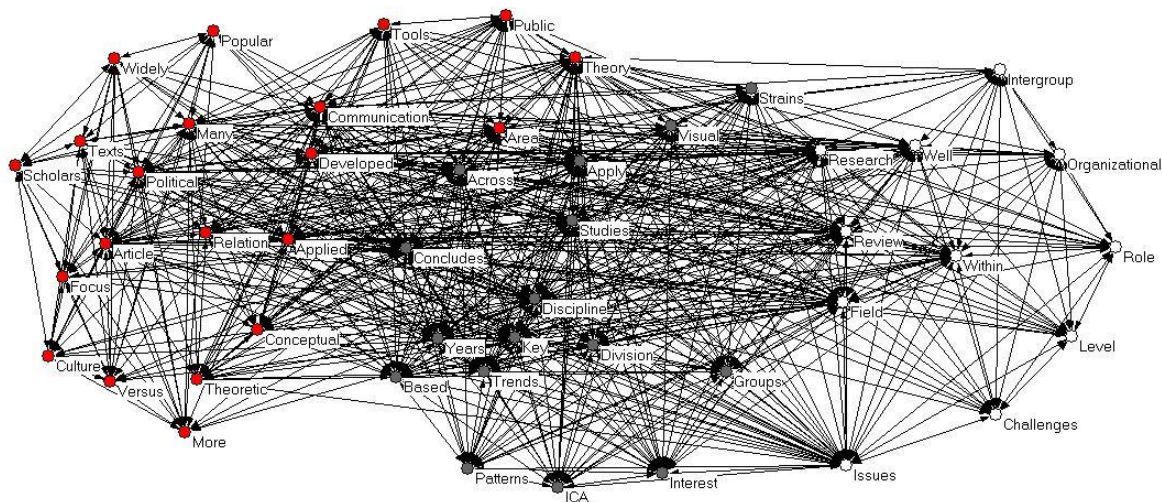 Public
Tools
Popular
Theory
Widely
Intergroup
Strains
Communication
Many
Area
Visual
Texts
Well
Developed
Research
Organizational
Scholars
Political
Across
Apply
Studies
Relation
Applied
Review
Article
Concludes
Role
Within
Focus
Discipline
Field
Conceptual
Years
Key
Level
Division
Culture
Versus
Theoretic
Based
Trends
Groups
Challenges
More
Patterns
Interest
Issues
ICA